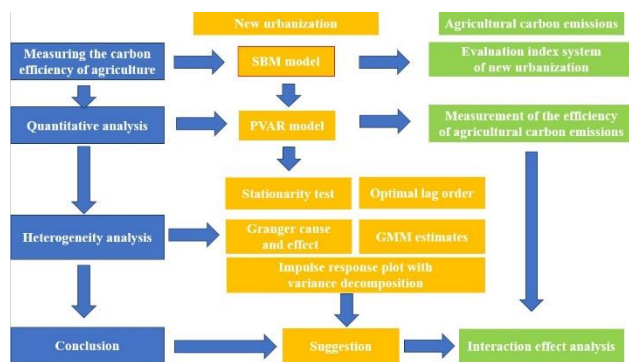 New urbanization
Agricultural carbon emissions
Measuring the carbon
efficiency of agriculture
SBM model
Evaluation index system
of new urbanization
Quantitative analysis
PVAR model
Measurement of the efficiency
of agricultural carbon emissions
Stationarity test
Optimal lag order
Heterogeneity analysis
Granger cause
and effect
GMM estimates
Impulse response plot with
variance decomposition
Conclusion
Suggestion
Interaction effect analysis